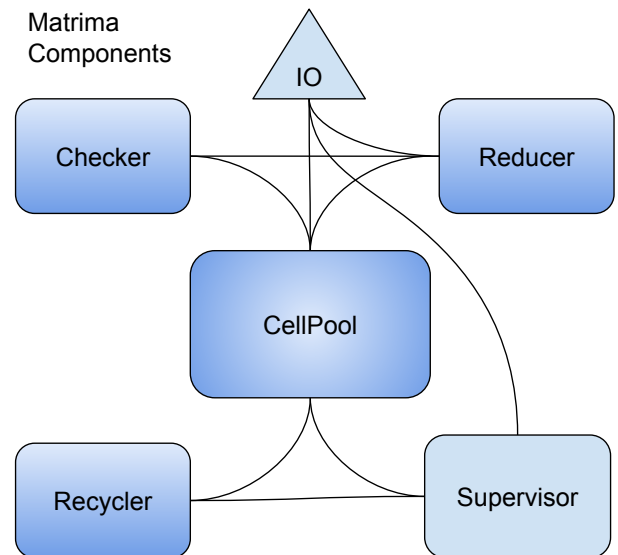 Matrima
Components
IO
Checker
Reducer
CellPool
Recycler
Supervisor